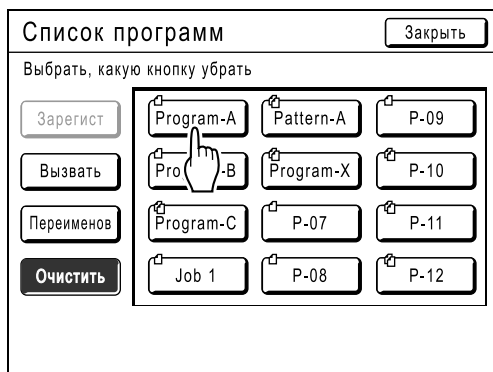 Список программ
Закрыть
Выбрать, какую кнопку убрать
Зарегист
Program-A
Pattern-A
P-09
Вызвать
Pro
-B
Program-X
P-10
Переименов
Program-C
P-07
P-11
Очистить
Job 1
P-08
P-12